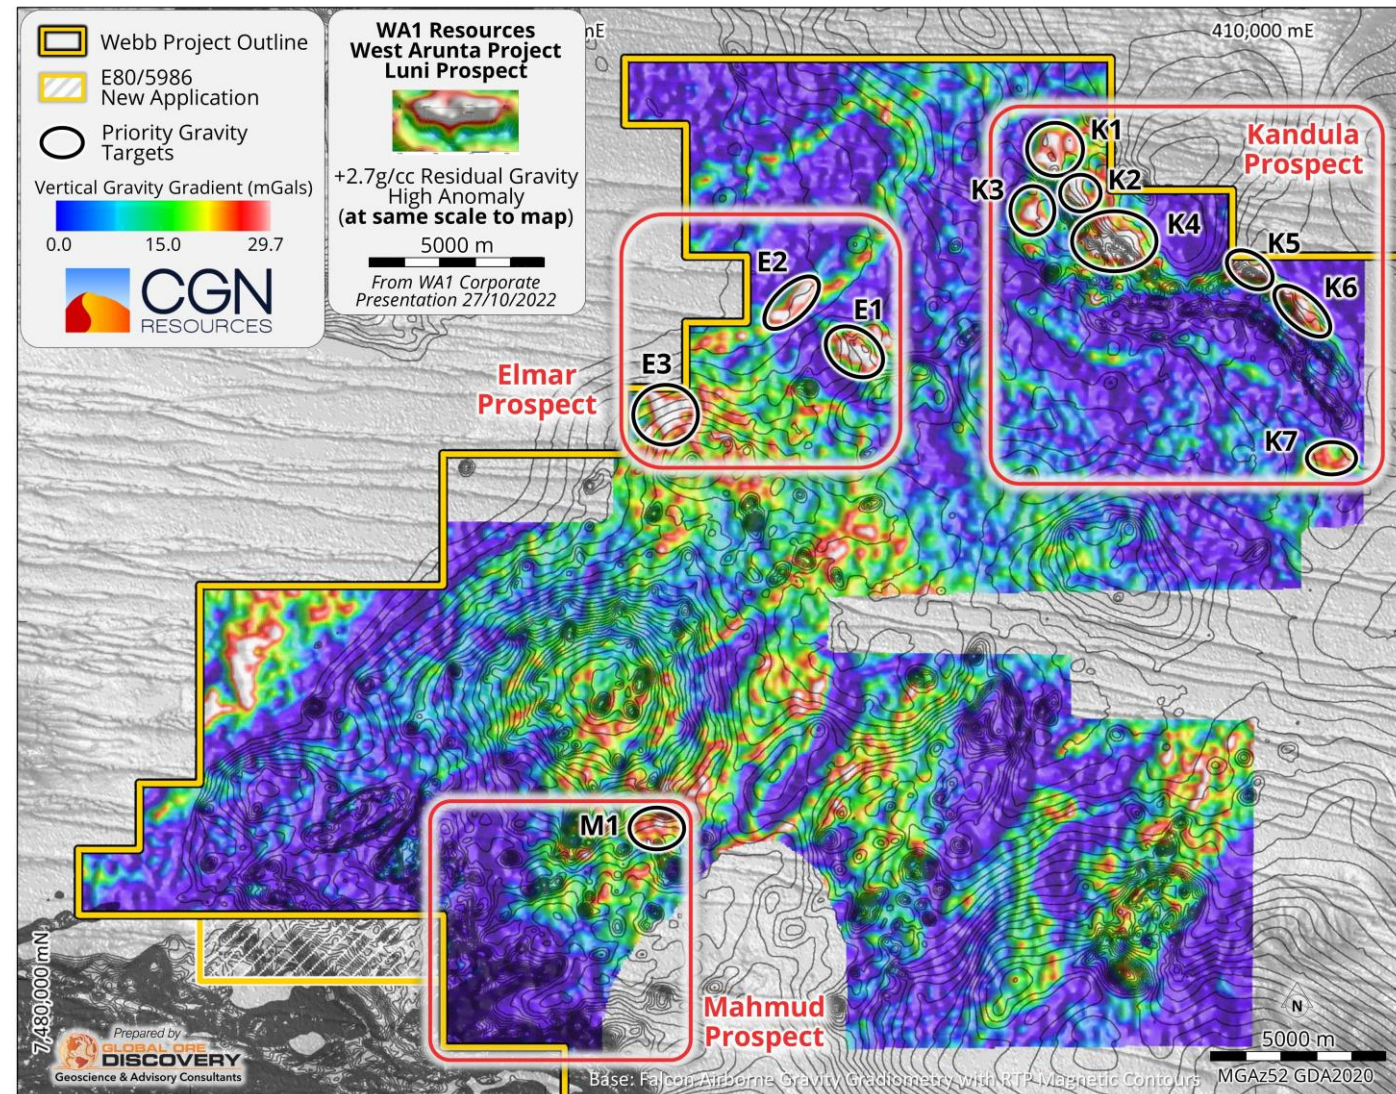 Webb Project Outline
E80/5986
New Application
Priority Gravity
Targets
Vertical Gravity Gradient (mGals)
0.0 15.0 29.7
CGN
RESOURCES
WA1 Resources
West Arunta Project
Luni Prospect
+2.7g/cc Residual Gravity
High Anomaly
(at same scale to map)
5000 m
From WA1 Corporate
Presentation 27/10/2022
mE
410,000 mE
Kandula
Prospect
K1
K2
K3
K4
K5
K6
K7
E2
E1
E3
Elmar
Prospect
M1
Mahmud
Prospect
7,480,000 mN
Prepared by
GLOBAL ORE
DISCOVERY
Geoscience & Advisory Consultants
N
5000 m
Base: Falcon Airborne Gravity Gradiometry with RTP Magnetic Contours
MGAz52 GDA2020